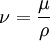 ν = μ/ρ